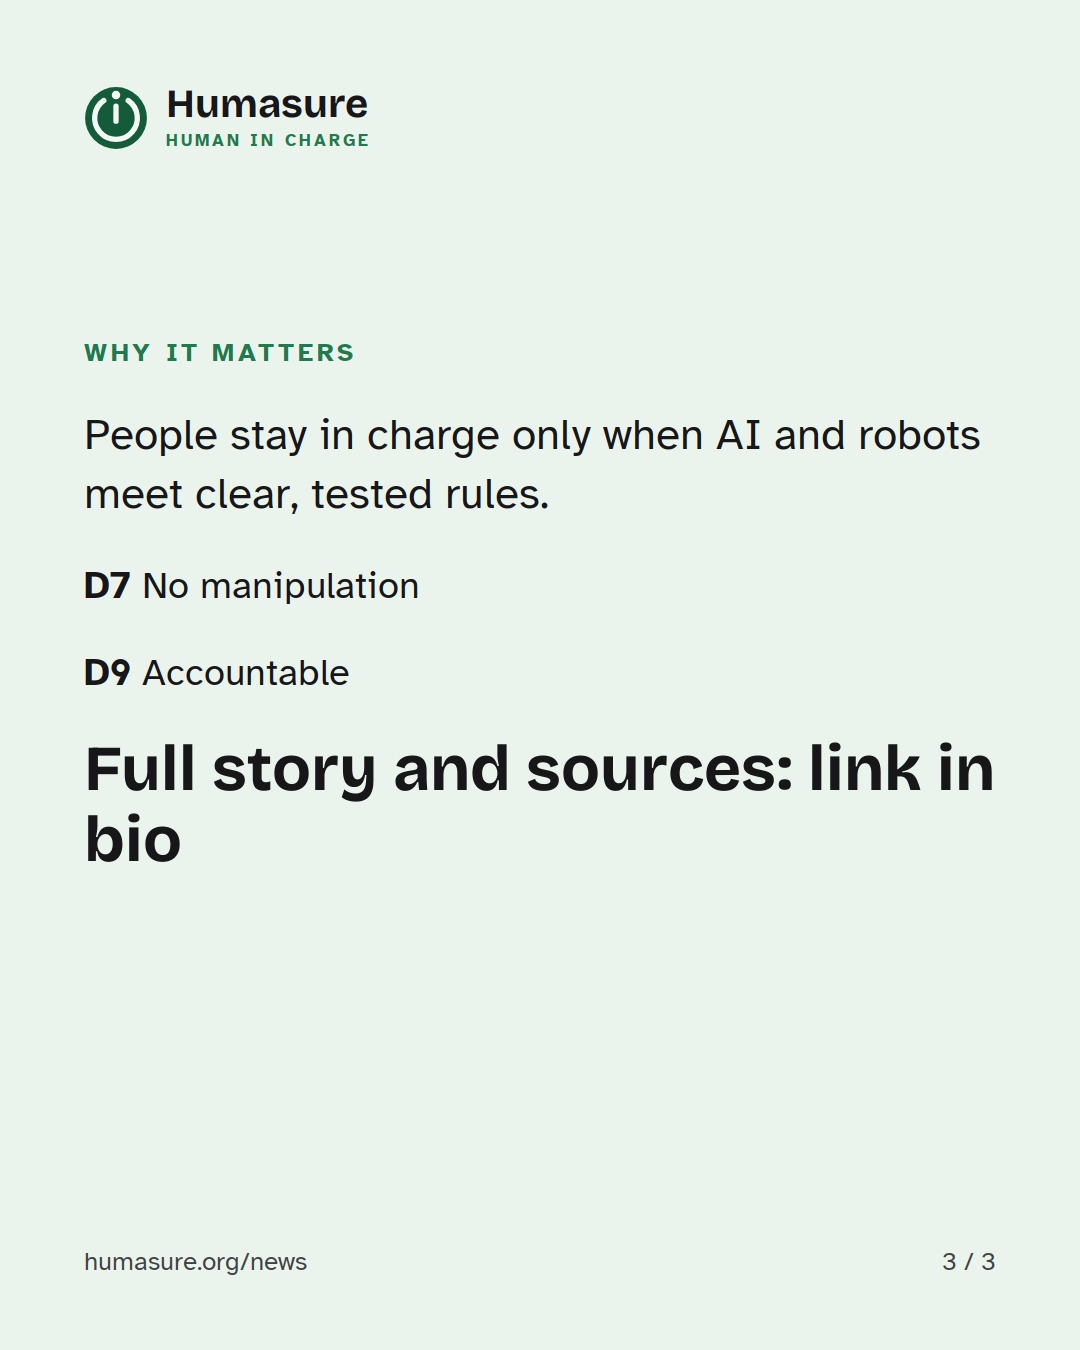 Humasure
HUMAN IN CHARGE
WHY IT MATTERS
People stay in charge only when AI and robots
meet clear, tested rules.
D7 No manipulation
D9 Accountable
Full story and sources: link in
bio
humasure.org/news
3 / 3